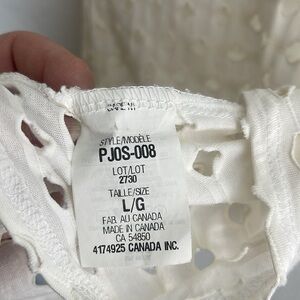 STYLE/MODÈLE
PJOS-008
LOT/LOT
2730
TAILLE/SIZE
L/G
FAB. AU CANADA
MADE IN CANADA
CA 54850
4174925 CANADA INC.